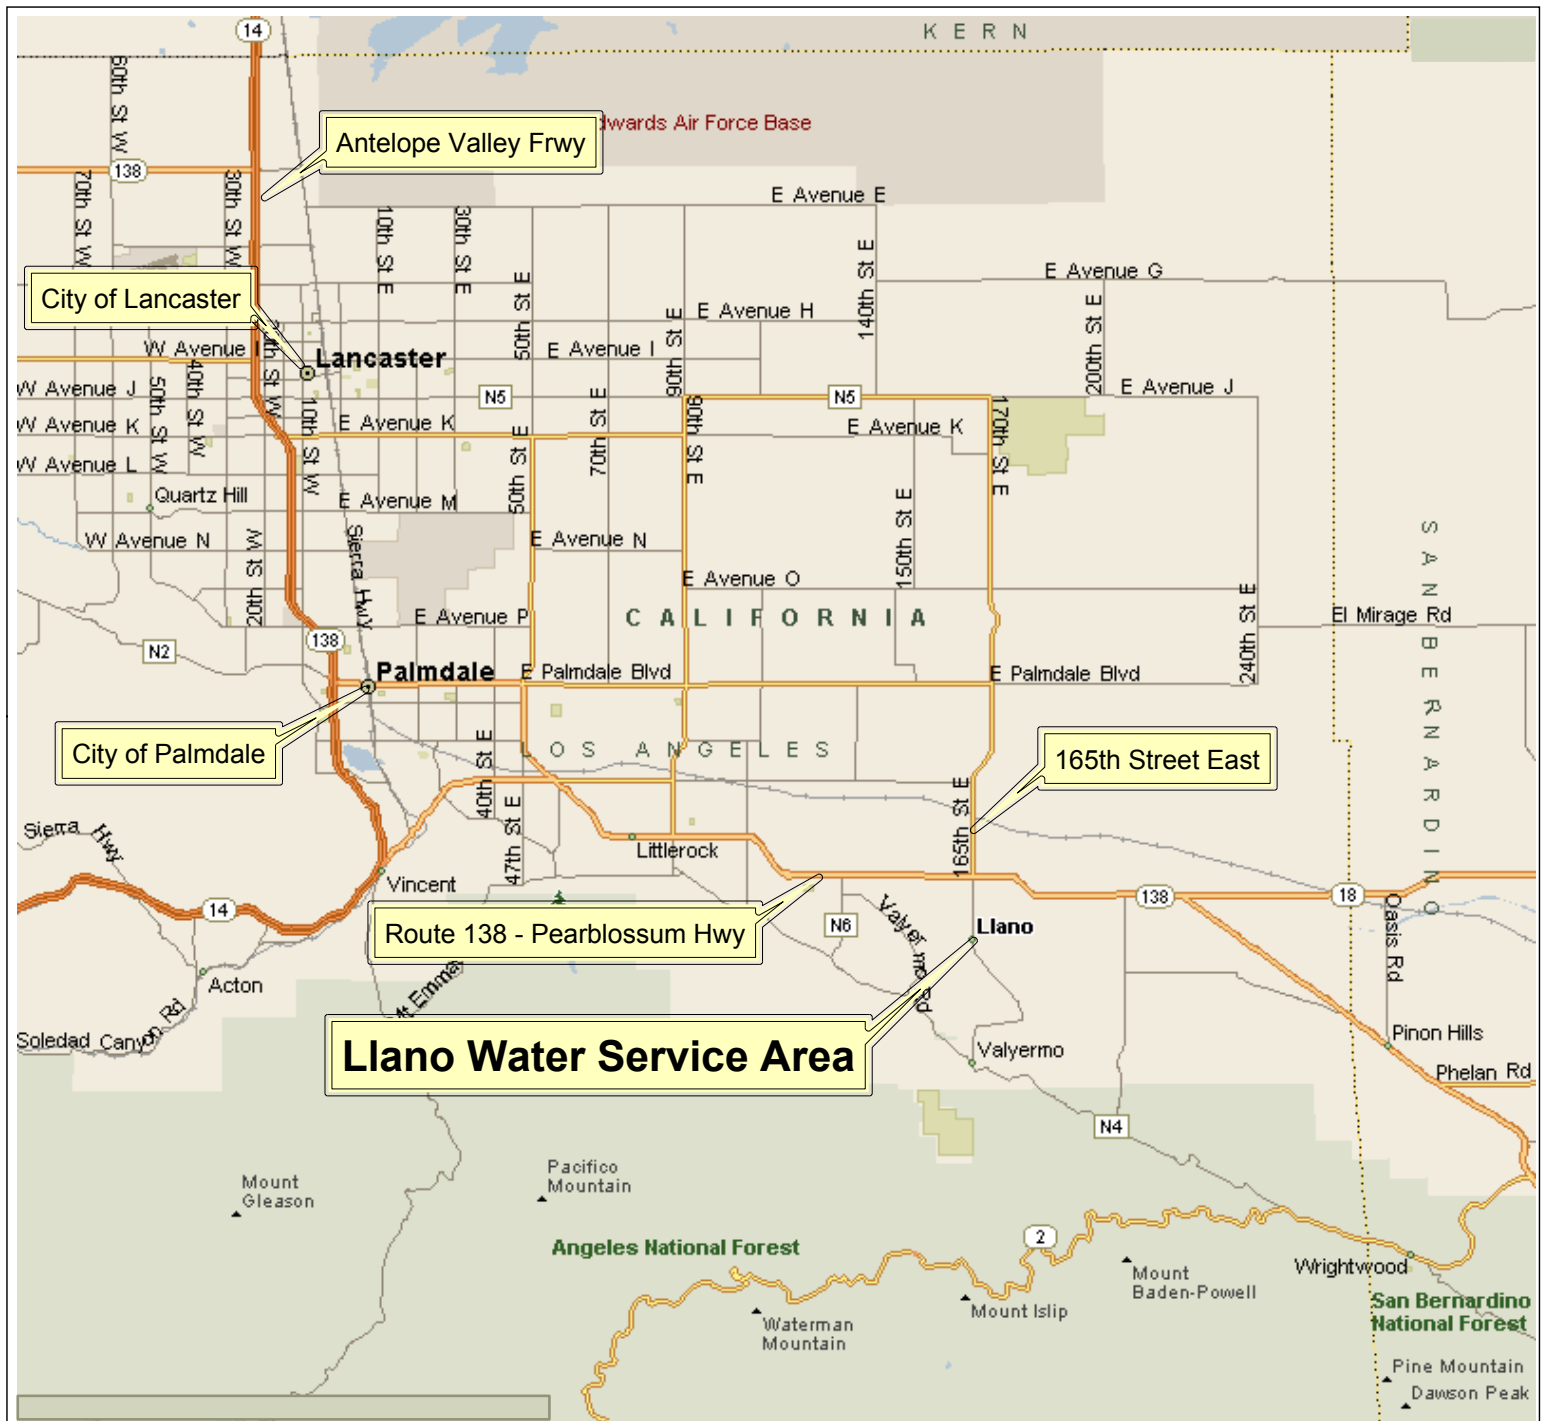 14
KERN
60th St W
dwards Air Force Base
Antelope Valley Frwy
138
70th St W
30th St W
10th St E
30th St E
E Avenue E
140th St E
E Avenue G
City of Lancaster
50th St E
90th St E
E Avenue H
200th St E
W Avenue I
20th St W
Lancaster
E Avenue I
W Avenue J
50th St W
40th St W
N5
N5
E Avenue J
W Avenue K
10th St W
E Avenue K
70th St E
90th St E
E Avenue K
170th St E
W Avenue L
50th St E
Quartz Hill
E Avenue M
150th St E
W Avenue N
20th St W
Sierra Hwy
E Avenue N
E Avenue O
SAN BERNARDINO
E Avenue P
CALIFORNIA
240th St E
El Mirage Rd
138
N2
Palmdale
E Palmdale Blvd
E Palmdale Blvd
City of Palmdale
LOS ANGELES
165th Street East
40th St E
47th St E
165th St E
Sierra Hwy
Littlerock
Vincent
14
138
18
Route 138 - Pearblossum Hwy
N6
Valyermo Rd
Llano
Oasis Rd
Acton
Mt Emma
Soledad Canyon Rd
Llano Water Service Area
Valyermo
Pinon Hills
Phelan Rd
N4
Mount
Gleason
Pacifico
Mountain
Angeles National Forest
2
Mount
Baden-Powell
Wrightwood
Mount Islip
Waterman
Mountain
San Bernardino
National Forest
Pine Mountain
Dawson Peak